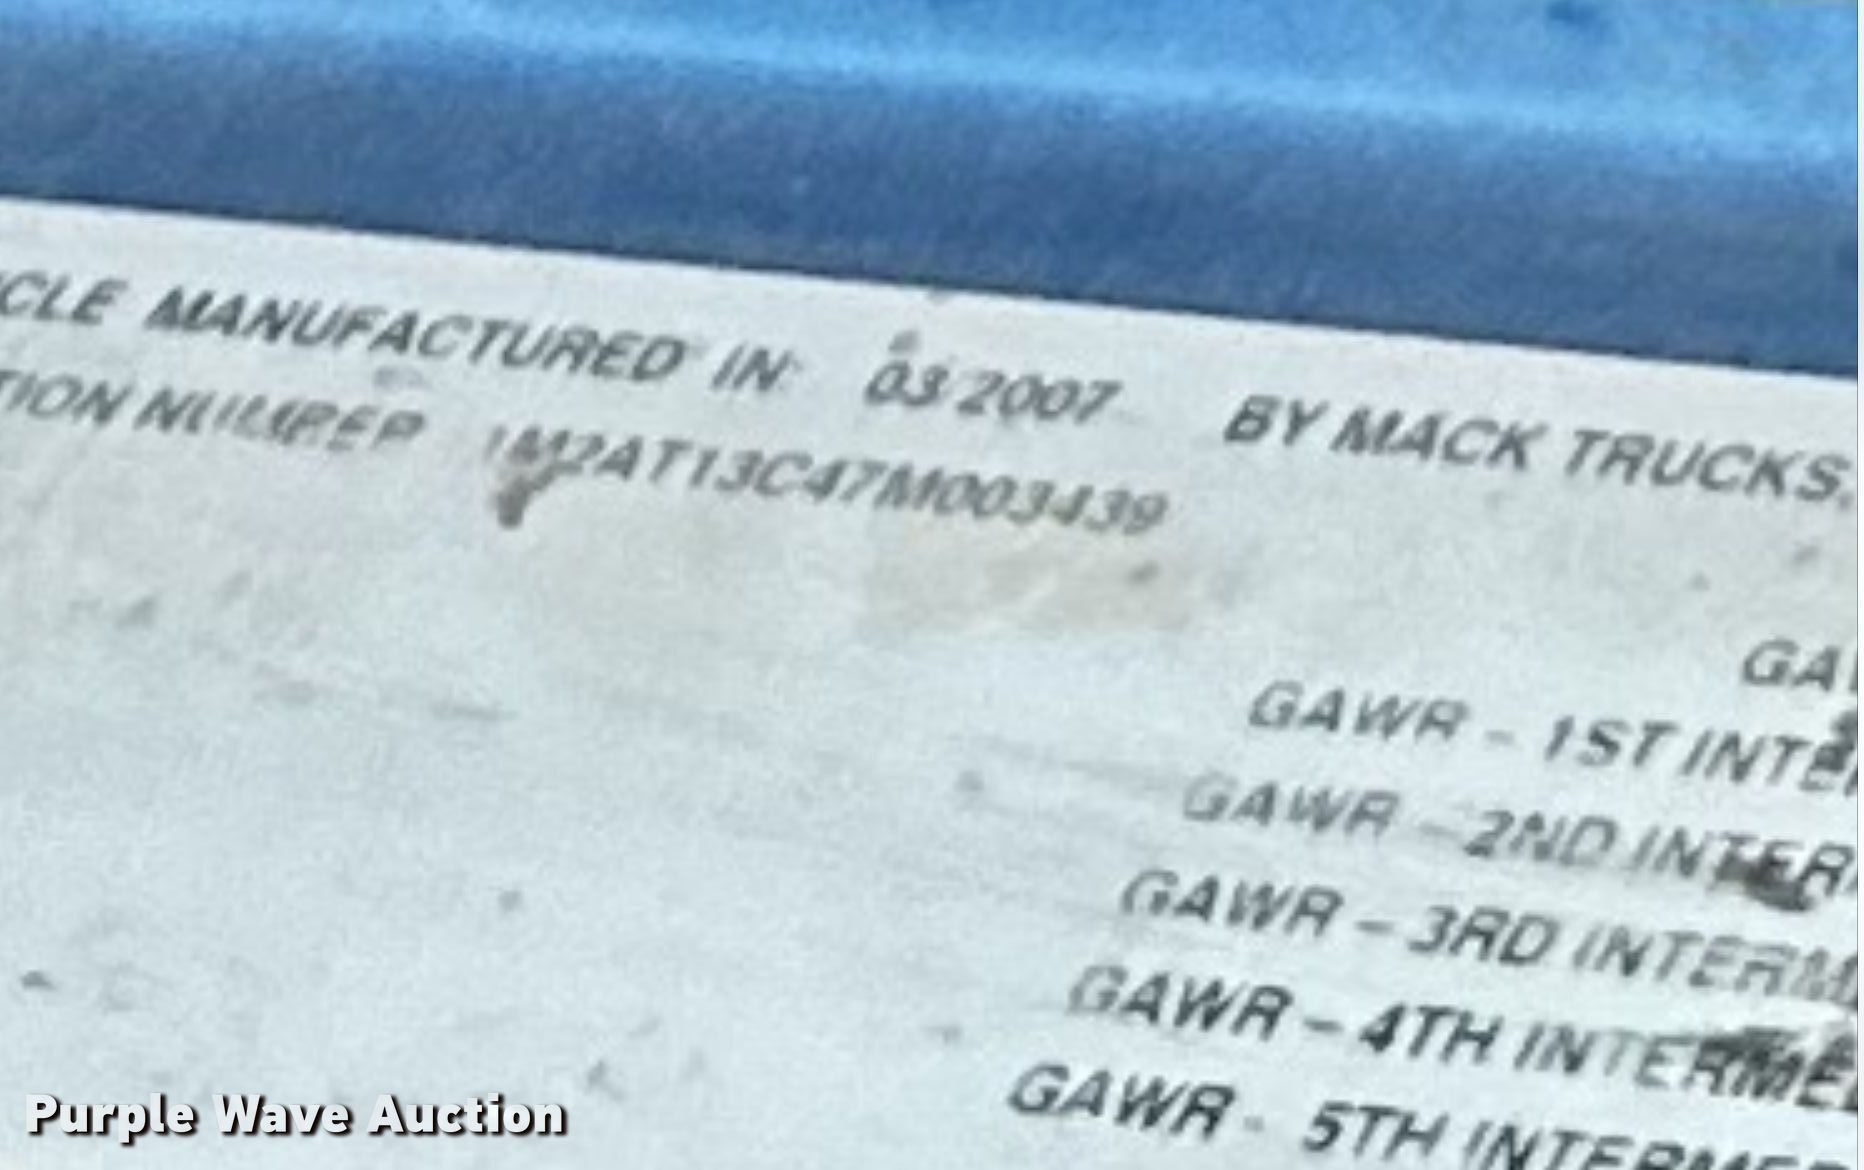 CLE MANUFACTURED IN: 03/2007 BY MACK TRUCKS,
TION NUMBER 1M2AT13C47M003439
GA
GAWR - 1ST INTE
GAWR - 2ND INTER
GAWR - 3RD INTERM
GAWR - 4TH INTERME
GAWR - 5TH INTERME
Purple Wave Auction